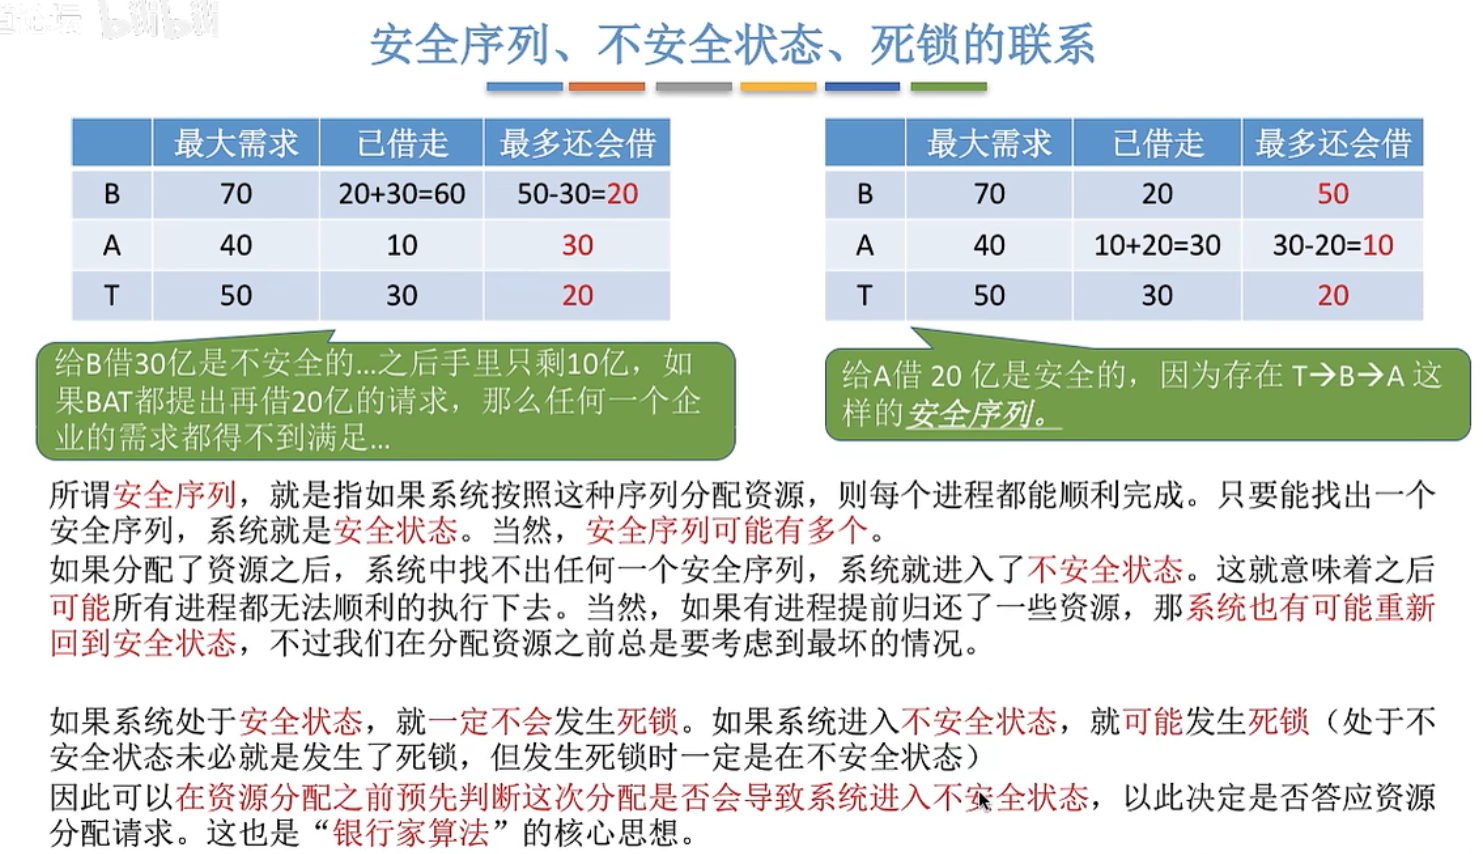 道论坛 bilibili
安全序列、不安全状态、死锁的联系
最大需求 已借走 最多还会借
B 70 20+30=60 50-30=20
A 40 10 30
T 50 30 20
最大需求 已借走 最多还会借
B 70 20 50
A 40 10+20=30 30-20=10
T 50 30 20
给B借30亿是不安全的...之后手里只剩10亿，如
果BAT都提出再借20亿的请求，那么任何一个企
业的需求都得不到满足...
给A借 20 亿是安全的，因为存在 T→B→A 这
样的安全序列。
所谓安全序列，就是指如果系统按照这种序列分配资源，则每个进程都能顺利完成。只要能找出一个
安全序列，系统就是安全状态。当然，安全序列可能有多个。
如果分配了资源之后，系统中找不出任何一个安全序列，系统就进入了不安全状态。这就意味着之后
可能所有进程都无法顺利的执行下去。当然，如果有进程提前归还了一些资源，那系统也有可能重新
回到安全状态，不过我们在分配资源之前总是要考虑到最坏的情况。
如果系统处于安全状态，就一定不会发生死锁。如果系统进入不安全状态，就可能发生死锁（处于不
安全状态未必就是发生了死锁，但发生死锁时一定是在不安全状态）
因此可以在资源分配之前预先判断这次分配是否会导致系统进入不安全状态，以此决定是否答应资源
分配请求。这也是“银行家算法”的核心思想。